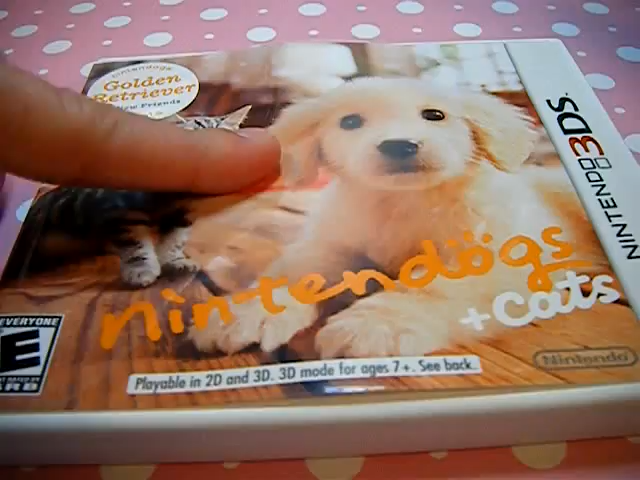 nintendogs
Golden
Retriever
New Friends
NINTENDO 3DS
nintendogs
+cats
Nintendo
EVERYONE
E
Playable in 2D and 3D. 3D mode for ages 7+. See back.